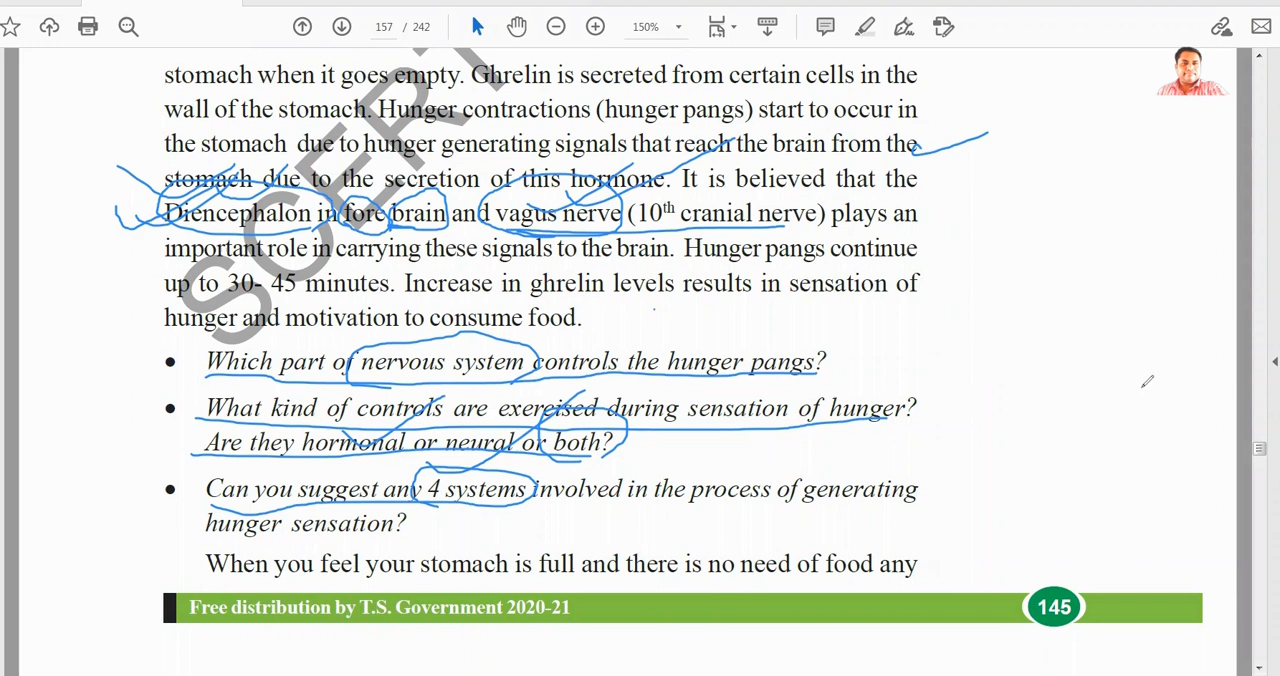 157 / 242
150%
stomach when it goes empty. Ghrelin is secreted from certain cells in the
wall of the stomach. Hunger contractions (hunger pangs) start to occur in
the stomach due to hunger generating signals that reach the brain from the
stomach due to the secretion of this hormone. It is believed that the
Diencephalon in fore brain and vagus nerve (10th cranial nerve) plays an
important role in carrying these signals to the brain. Hunger pangs continue
up to 30- 45 minutes. Increase in ghrelin levels results in sensation of
hunger and motivation to consume food.
• Which part of nervous system controls the hunger pangs?
• What kind of controls are exercised during sensation of hunger?
Are they hormonal or neural or both?
• Can you suggest any 4 systems involved in the process of generating
hunger sensation?
When you feel your stomach is full and there is no need of food any
Free distribution by T.S. Government 2020-21
145
SCERT